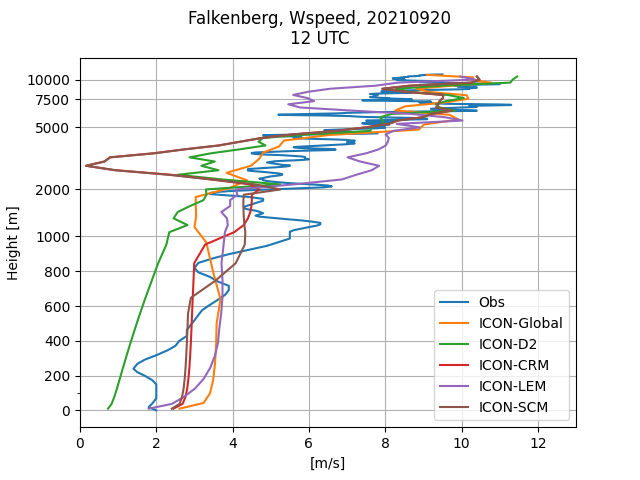 Falkenberg, Wspeed, 20210920
12 UTC
10000
7500
5000
2000
1000
800
600
400
200
0
Height [m]
Obs
ICON-Global
ICON-D2
ICON-CRM
ICON-LEM
ICON-SCM
0 2 4 6 8 10 12
[m/s]